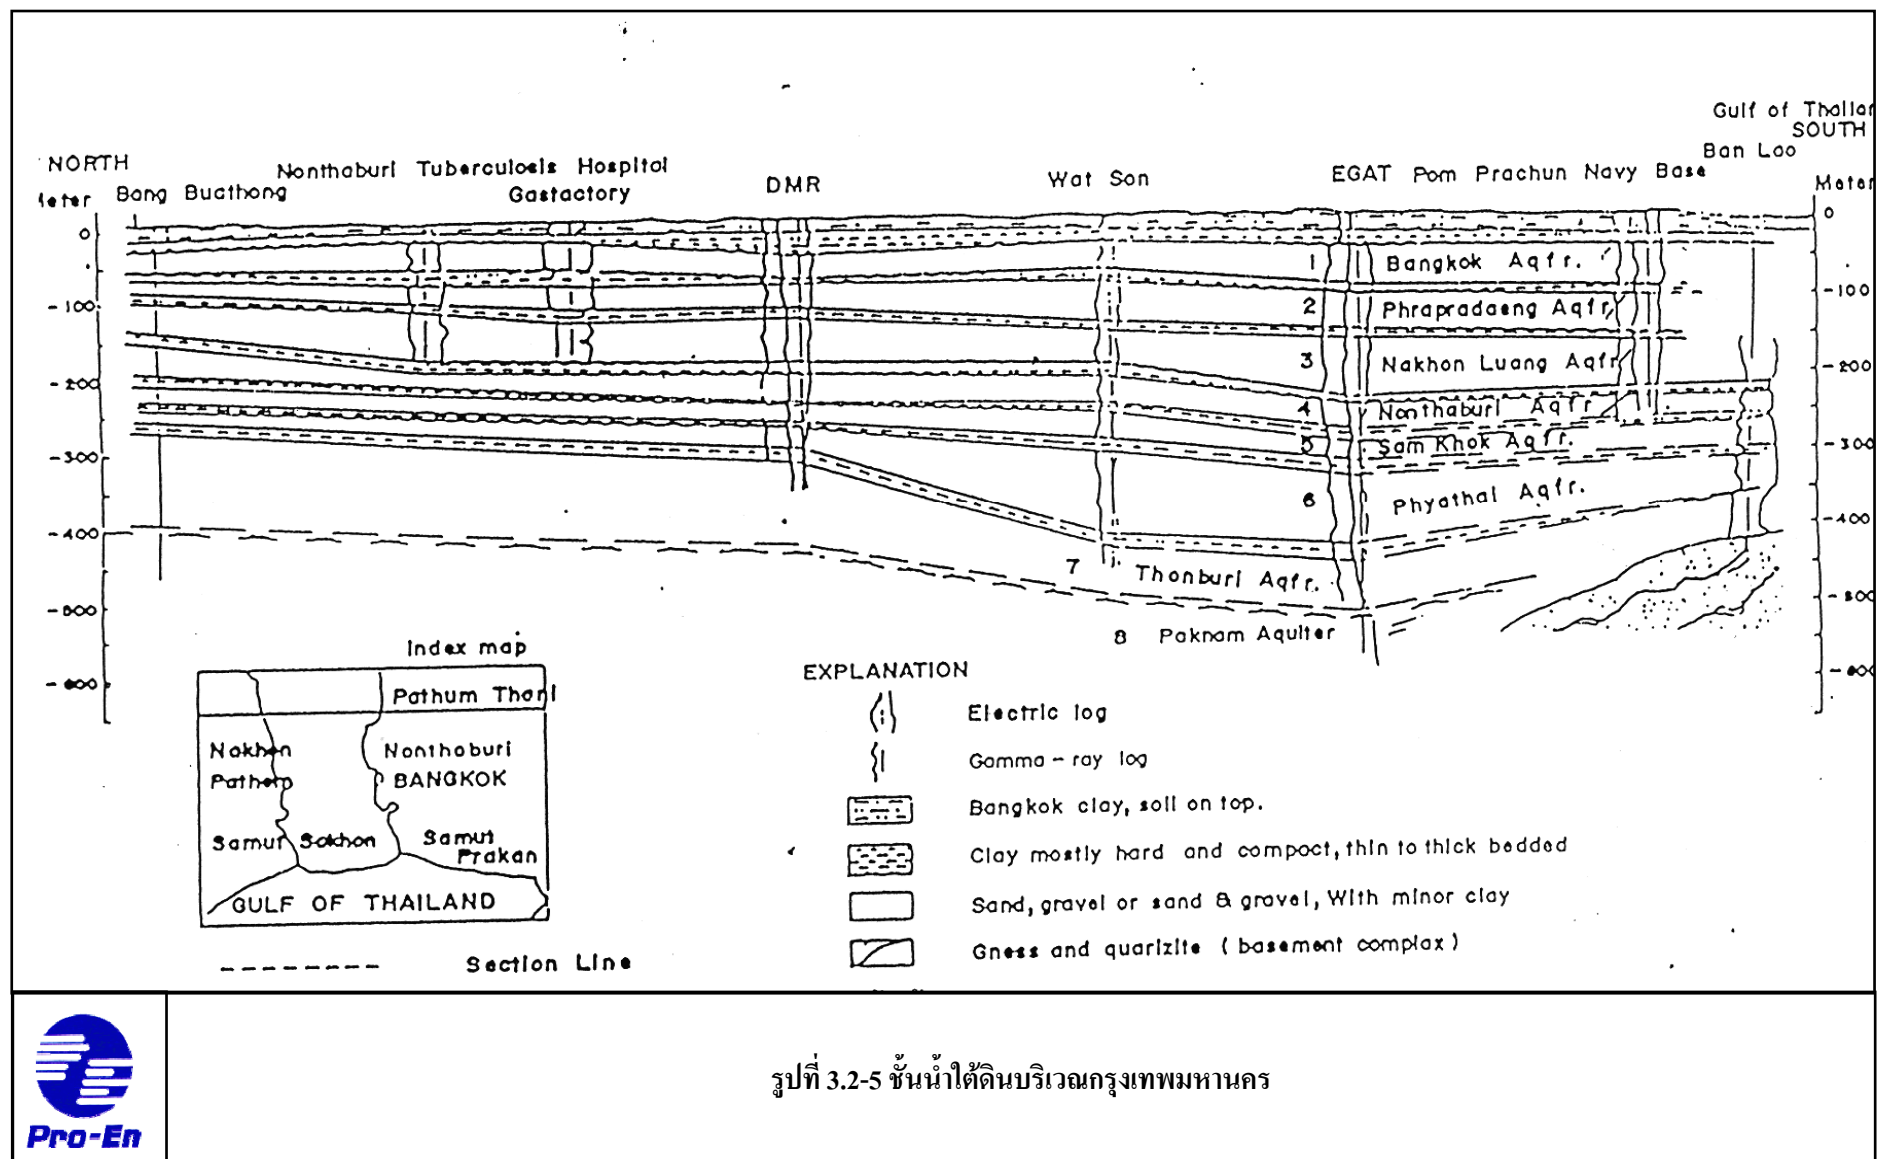 Gulf of Thailan
SOUTH
NORTH
Nonthaburi Tuberculosis Hospital
Ban Lao
Meter
Bang Buathong
Gastactory
DMR
Wat Son
EGAT Pom Prachun Navy Base
Meter
0
-100
-200
-300
-400
-500
-600
0
-100
-200
-300
-400
-500
-600
1 Bangkok Aqfr.
2 Phrapradaeng Aqfr.
3 Nakhon Luang Aqfr
4 Nonthaburi Aqfr
5 Sam Khok Aqfr.
6 Phyathai Aqfr.
7 Thonburi Aqfr.
8 Paknam Aquiter
Index map
Pathum Thani
Nakhon
Pathom
Nonthaburi
BANGKOK
Samut Sakhon
Samut
Prakan
GULF OF THAILAND
Section Line
EXPLANATION
Electric log
Gamma-ray log
Bangkok clay, soil on top.
Clay mostly hard and compact, thin to thick bedded
Sand, gravel or sand & gravel, With minor clay
Gness and quarizite (basement complax)
Pro-En
รูปที่ 3.2-5 ชั้นน้ำใต้ดินบริเวณกรุงเทพมหานคร